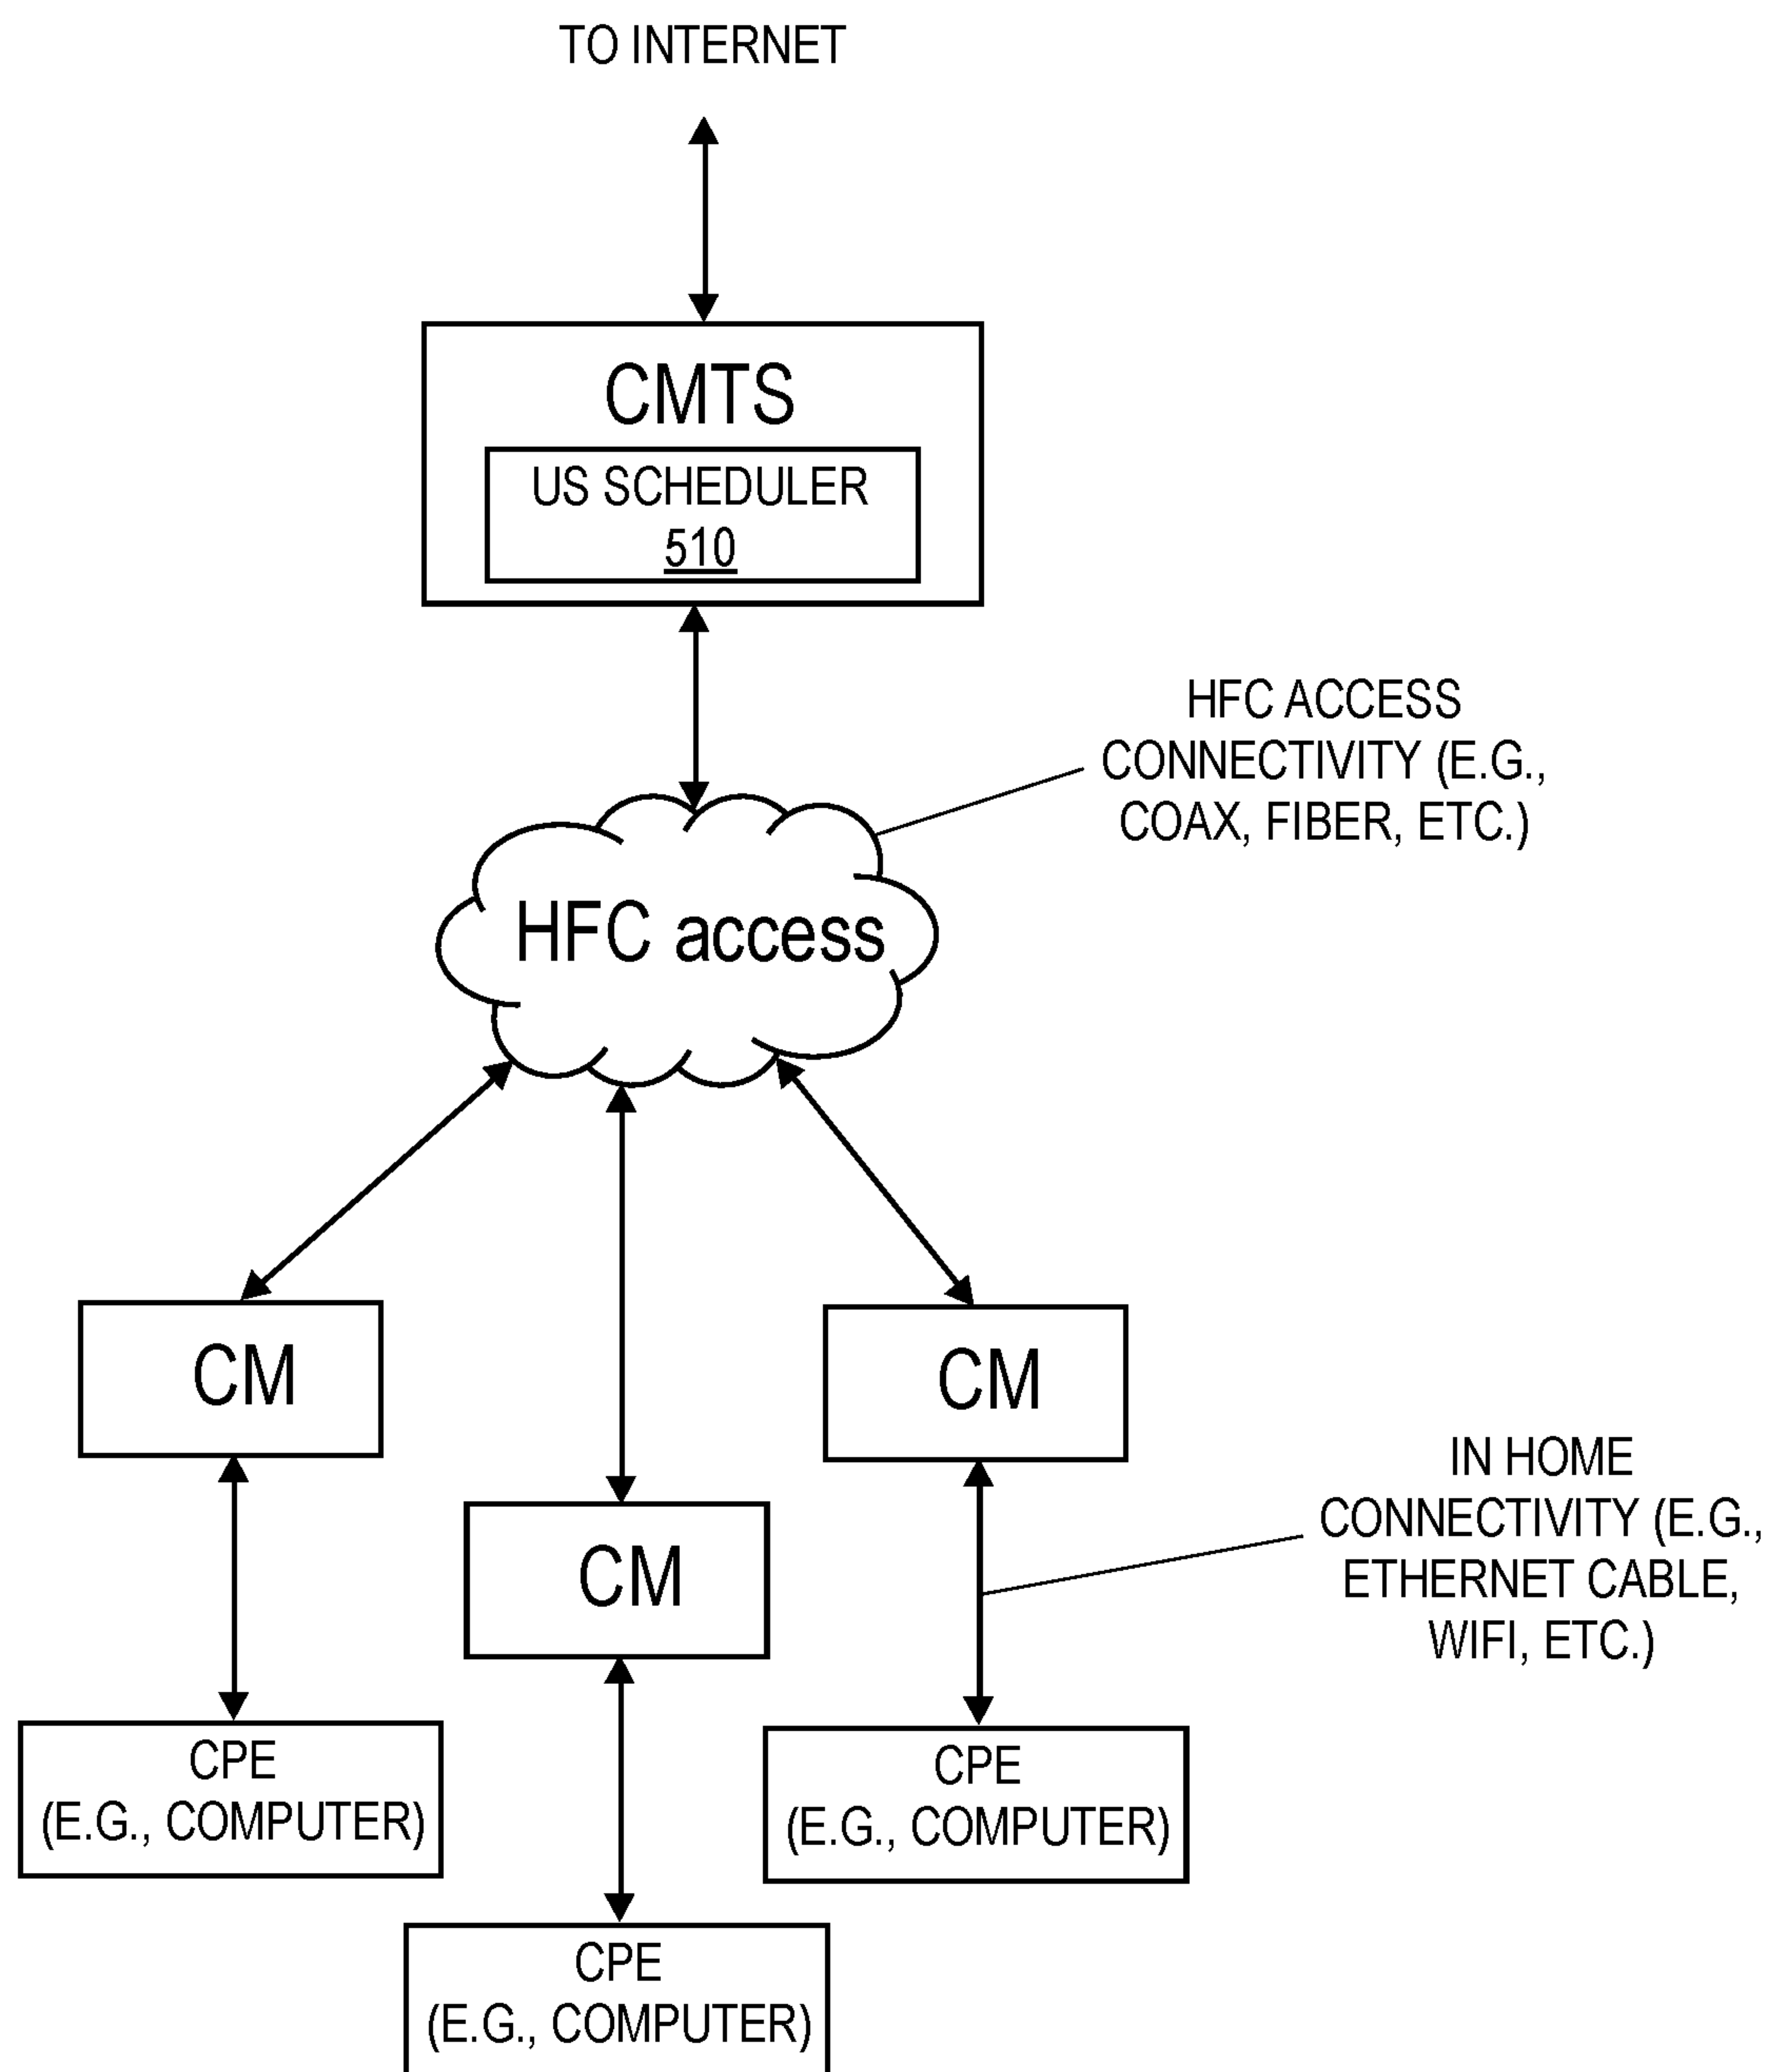 TO INTERNET
CMTS
US SCHEDULER
510
HFC ACCESS
CONNECTIVITY (E.G.,
COAX, FIBER, ETC.)
HFC access
CM
CM
CM
IN HOME
CONNECTIVITY (E.G.,
ETHERNET CABLE,
WIFI, ETC.)
CPE
(E.G., COMPUTER)
CPE
(E.G., COMPUTER)
CPE
(E.G., COMPUTER)